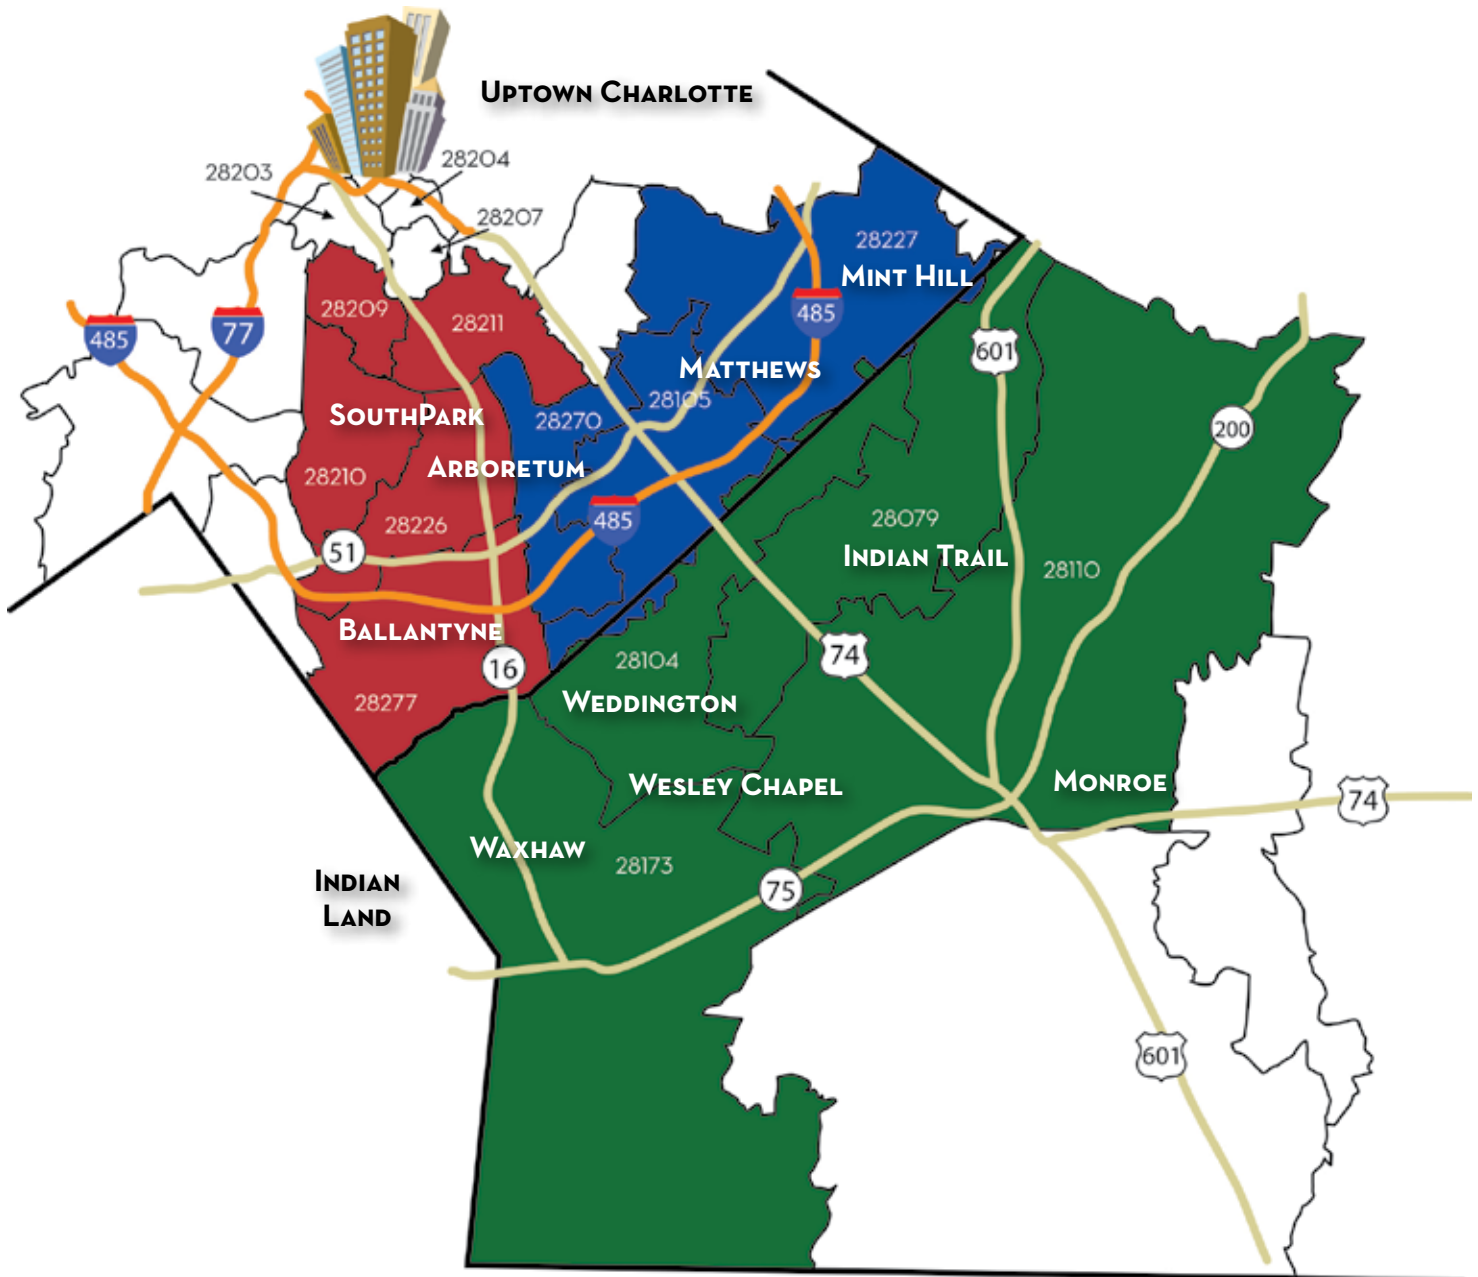 Uptown Charlotte
28204
28203
28207
28227
Mint Hill
28209
485
28211
77
485
601
Matthews
28105
SouthPark
28270
200
Arboretum
28210
28226
485
28079
51
Indian Trail
28110
Ballantyne
74
16
28104
28277
Weddington
Wesley Chapel
Monroe
74
Waxhaw
28173
Indian
Land
75
601